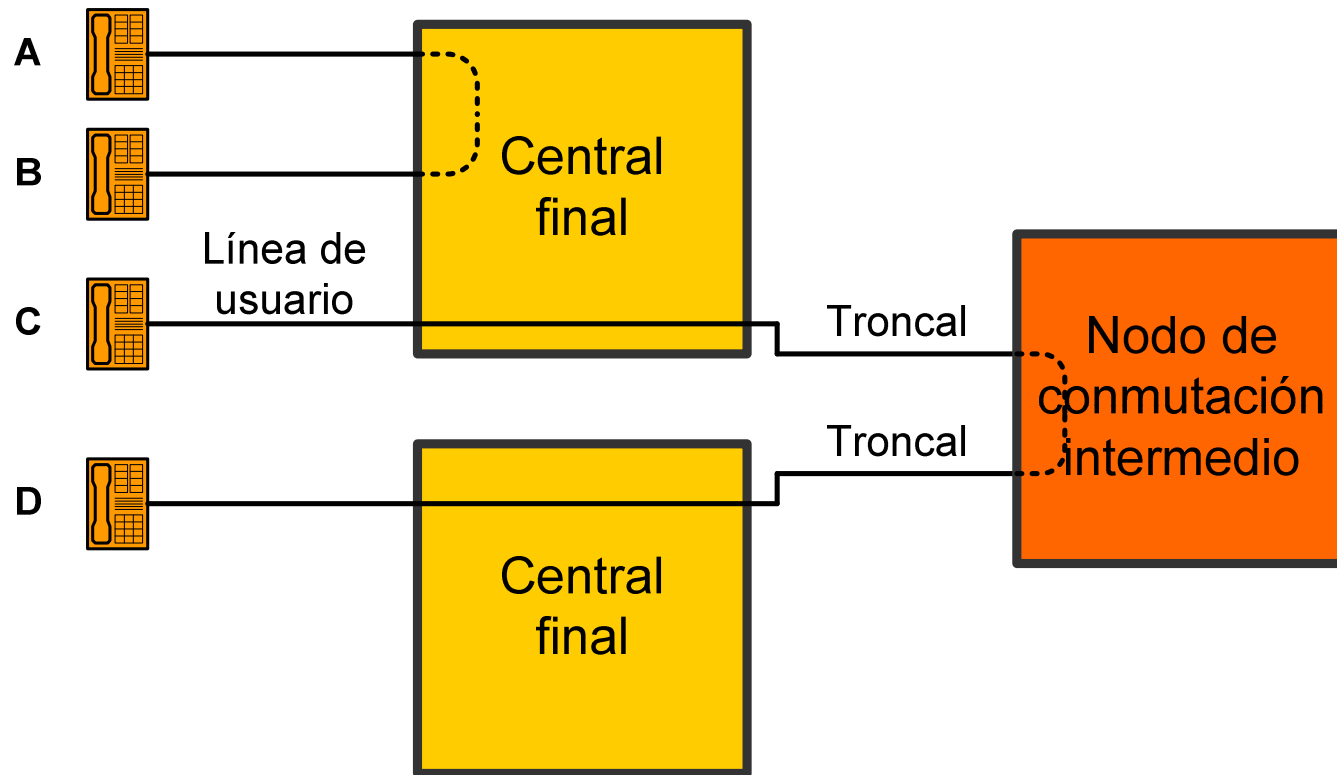 A
B
Central
final
Línea de
usuario
C
Troncal
Nodo de
conmutación
intermedio
Troncal
D
Central
final